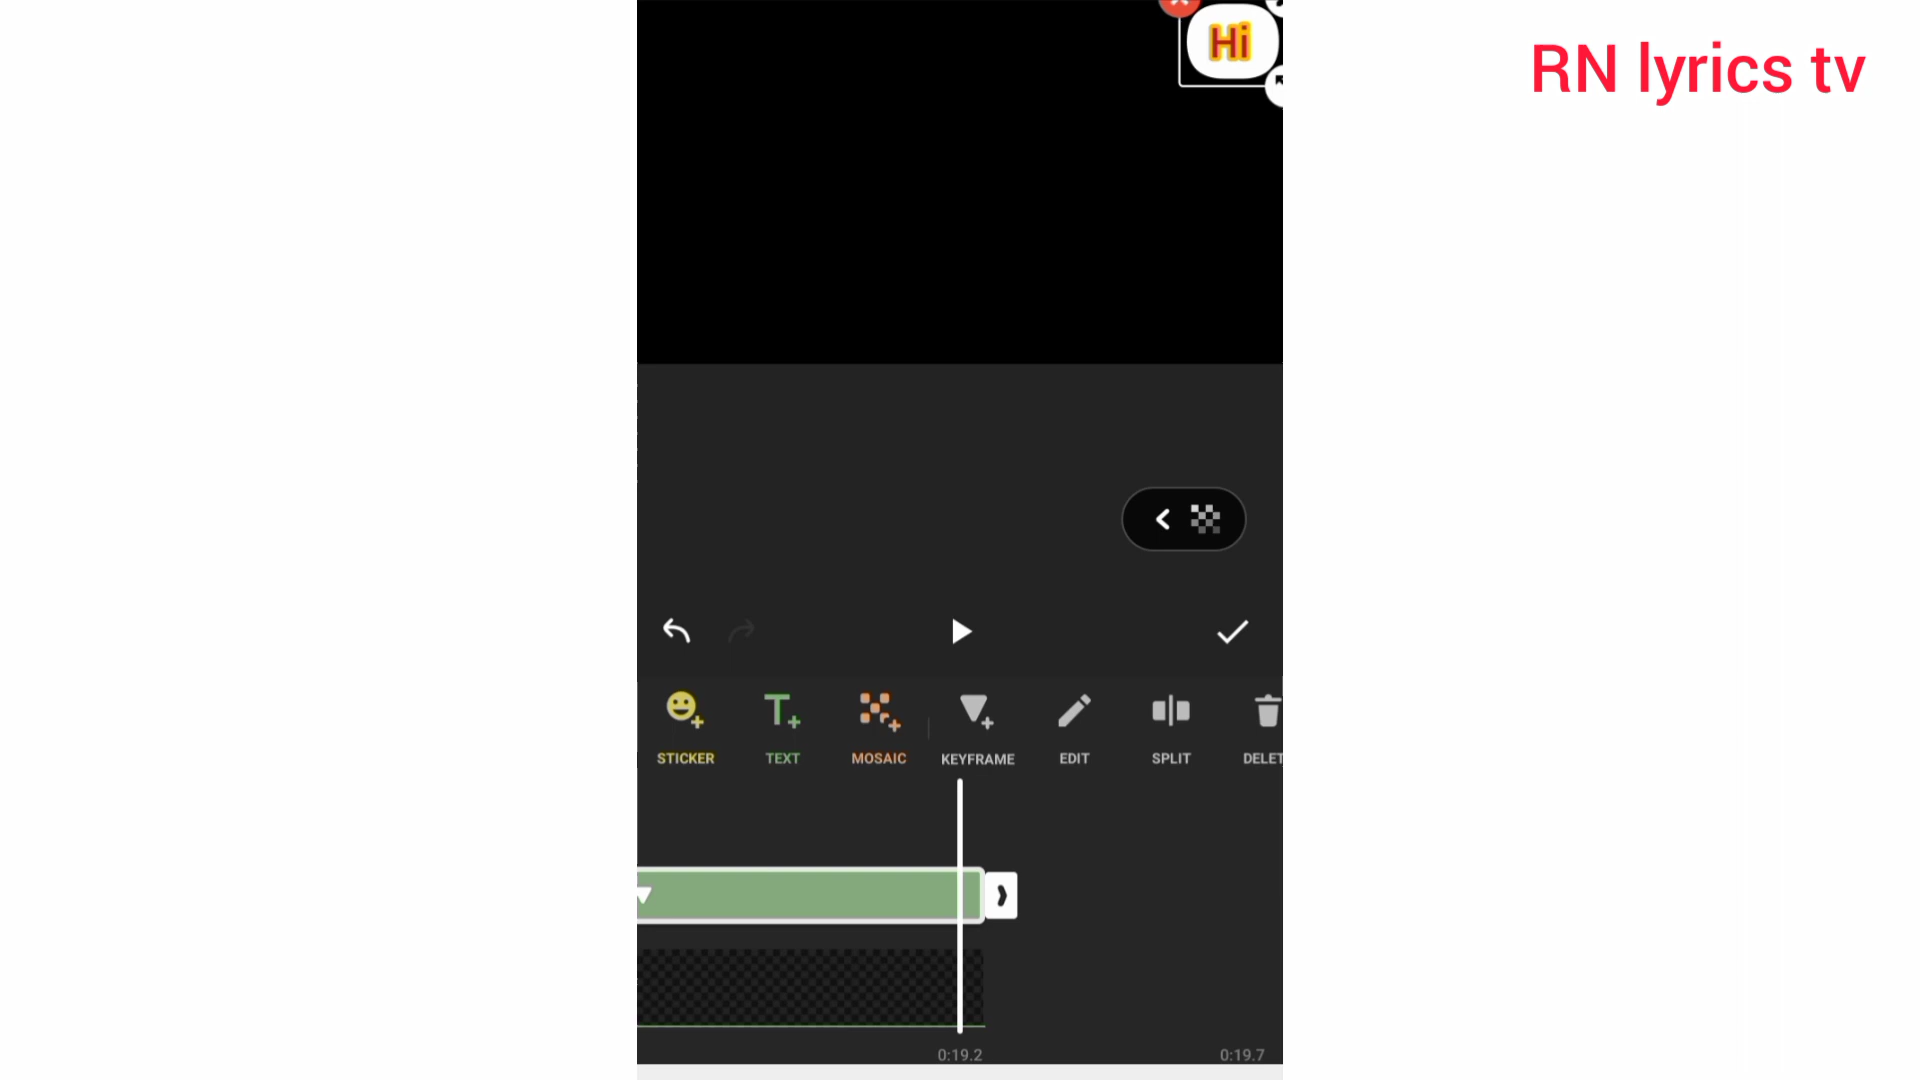 Hi
RN lyrics tv
STICKER
TEXT
MOSAIC
KEYFRAME
EDIT
SPLIT
DELET
0:19.2
0:19.7